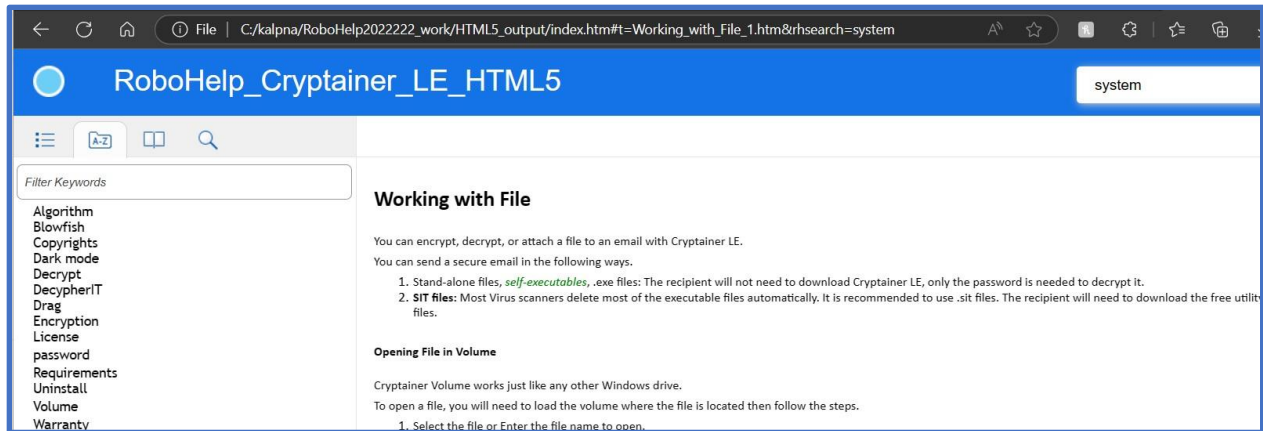 File | C:/kalpna/RoboHelp2022222_work/HTML5_output/index.htm#t=Working_with_File_1.htm&rhsearch=system
RoboHelp_Cryptainer_LE_HTML5
system
A-Z
Filter Keywords
Algorithm
Blowfish
Copyrights
Dark mode
Decrypt
DecypherIT
Drag
Encryption
License
password
Requirements
Uninstall
Volume
Warranty
Working with File
You can encrypt, decrypt, or attach a file to an email with Cryptainer LE.
You can send a secure email in the following ways.
1. Stand-alone files, self-executables, .exe files: The recipient will not need to download Cryptainer LE, only the password is needed to decrypt it.
2. SIT files: Most Virus scanners delete most of the executable files automatically. It is recommended to use .sit files. The recipient will need to download the free
files.
Opening File in Volume
Cryptainer Volume works just like any other Windows drive.
To open a file, you will need to load the volume where the file is located then follow the steps.
1. Select the file or Enter the file name to open.